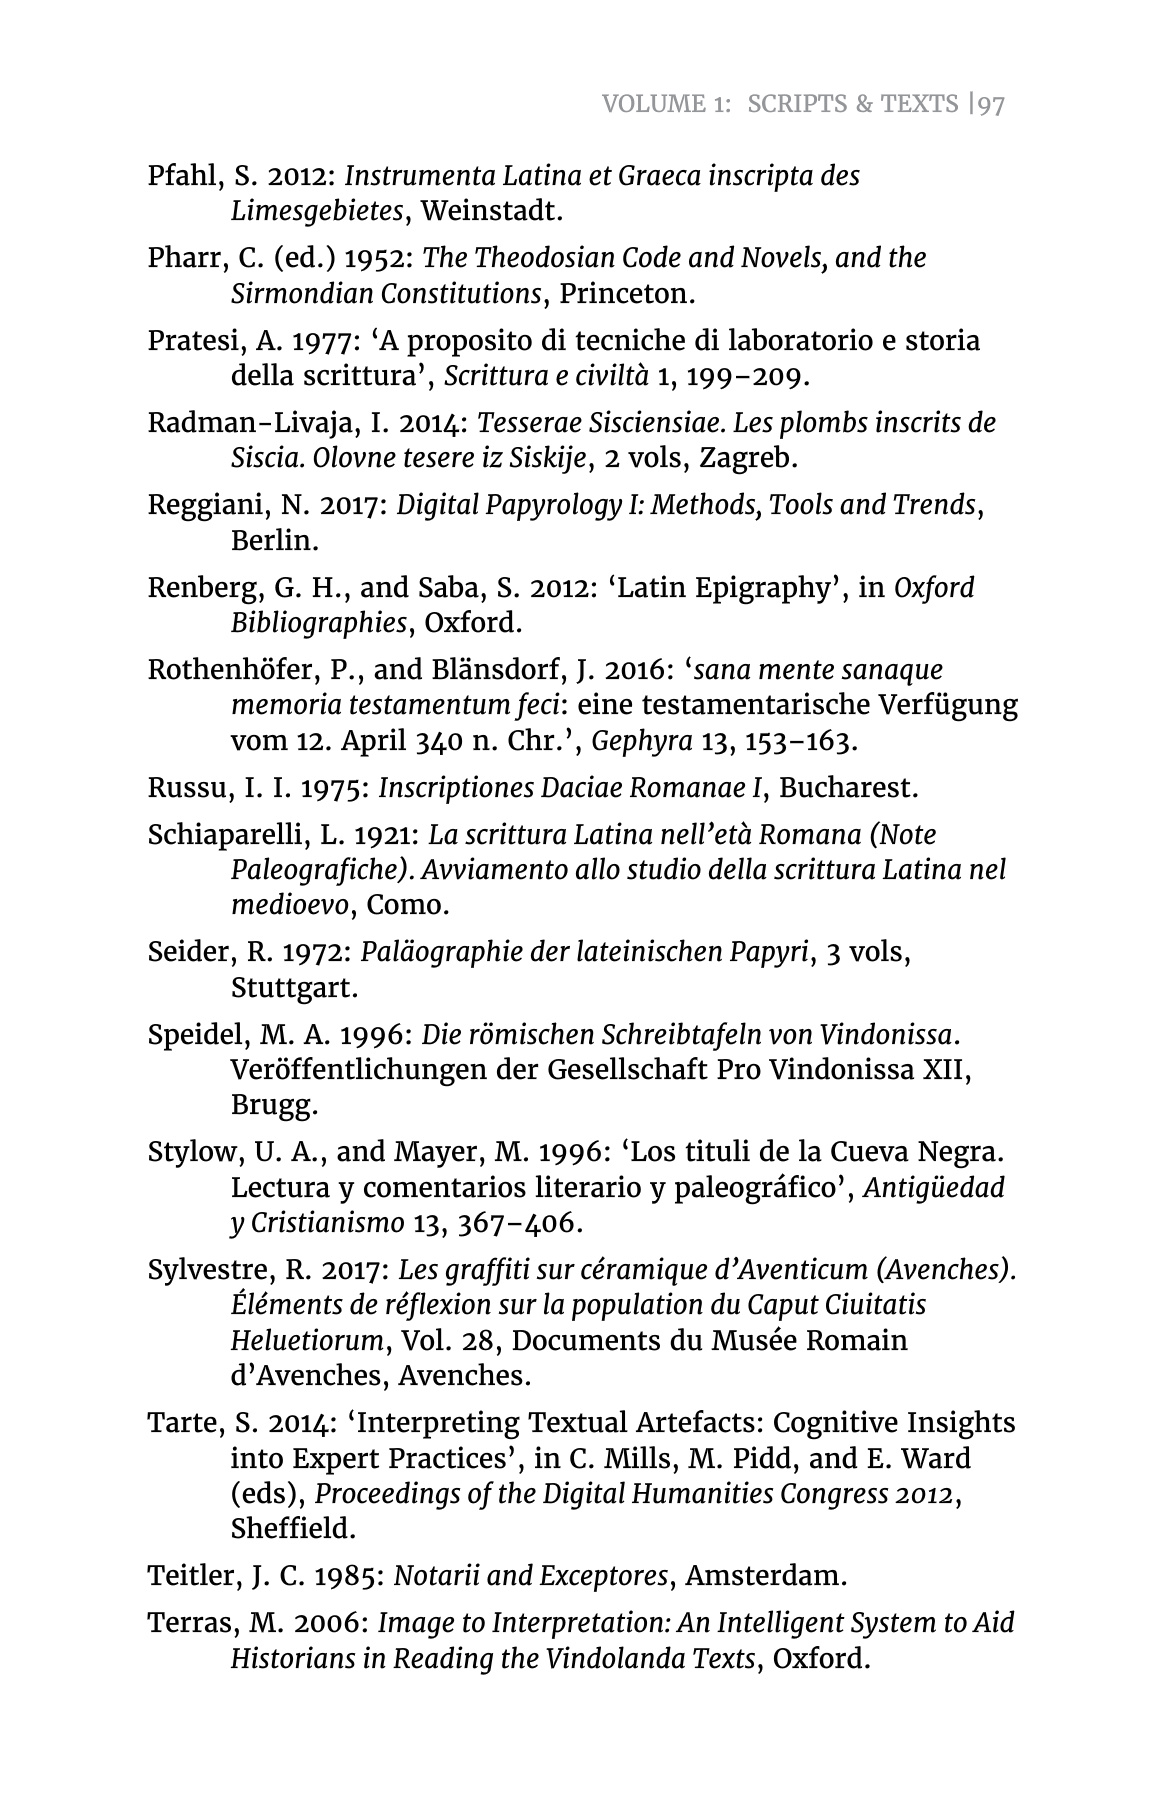 VOLUME 1: SCRIPTS & TEXTS |97
Pfahl, S. 2012: Instrumenta Latina et Graeca inscripta des
Limesgebietes, Weinstadt.
Pharr, C. (ed.) 1952: The Theodosian Code and Novels, and the
Sirmondian Constitutions, Princeton.
Pratesi, A. 1977: ‘A proposito di tecniche di laboratorio e storia
della scrittura’, Scrittura e civiltà 1, 199–209.
Radman-Livaja, I. 2014: Tesserae Sisciensiae. Les plombs inscrits de
Siscia. Olovne tesere iz Siskije, 2 vols, Zagreb.
Reggiani, N. 2017: Digital Papyrology I: Methods, Tools and Trends,
Berlin.
Renberg, G. H., and Saba, S. 2012: ‘Latin Epigraphy’, in Oxford
Bibliographies, Oxford.
Rothenhöfer, P., and Blänsdorf, J. 2016: ‘sana mente sanaque
memoria testamentum feci: eine testamentarische Verfügung
vom 12. April 340 n. Chr.’, Gephyra 13, 153–163.
Russu, I. I. 1975: Inscriptiones Daciae Romanae I, Bucharest.
Schiaparelli, L. 1921: La scrittura Latina nell’età Romana (Note
Paleografiche). Avviamento allo studio della scrittura Latina nel
medioevo, Como.
Seider, R. 1972: Paläographie der lateinischen Papyri, 3 vols,
Stuttgart.
Speidel, M. A. 1996: Die römischen Schreibtafeln von Vindonissa.
Veröffentlichungen der Gesellschaft Pro Vindonissa XII,
Brugg.
Stylow, U. A., and Mayer, M. 1996: ‘Los tituli de la Cueva Negra.
Lectura y comentarios literario y paleográfico’, Antigüedad
y Cristianismo 13, 367–406.
Sylvestre, R. 2017: Les graffiti sur céramique d’Aventicum (Avenches).
Éléments de réflexion sur la population du Caput Ciuitatis
Heluetiorum, Vol. 28, Documents du Musée Romain
d’Avenches, Avenches.
Tarte, S. 2014: ‘Interpreting Textual Artefacts: Cognitive Insights
into Expert Practices’, in C. Mills, M. Pidd, and E. Ward
(eds), Proceedings of the Digital Humanities Congress 2012,
Sheffield.
Teitler, J. C. 1985: Notarii and Exceptores, Amsterdam.
Terras, M. 2006: Image to Interpretation: An Intelligent System to Aid
Historians in Reading the Vindolanda Texts, Oxford.